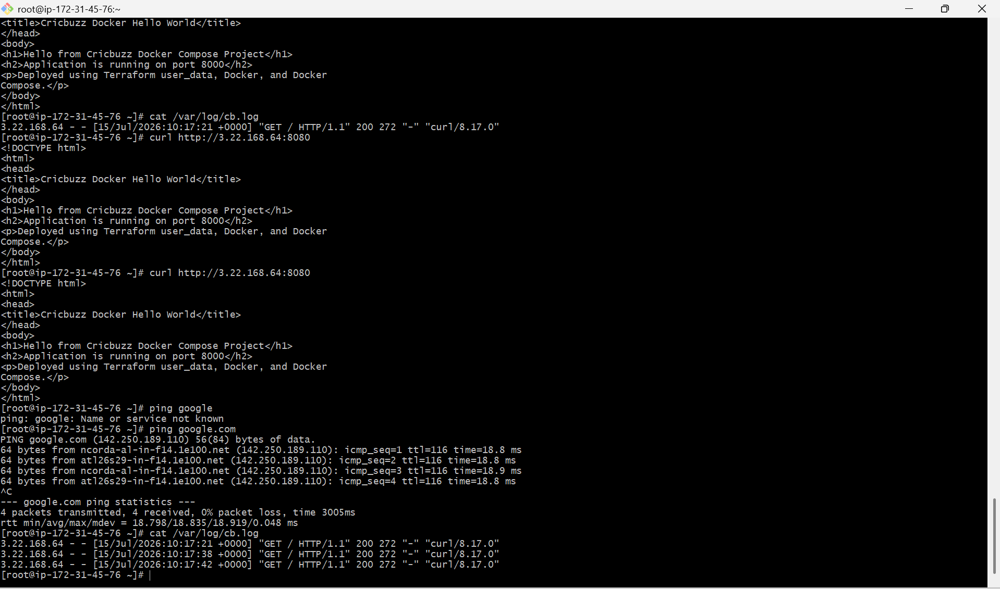 root@ip-172-31-45-76:~
<title>Cricbuzz Docker Hello World</title>
</head>
<body>
<h1>Hello from Cricbuzz Docker Compose Project</h1>
<h2>Application is running on port 8000</h2>
<p>Deployed using Terraform user_data, Docker, and Docker
Compose.</p>
</body>
</html>
[root@ip-172-31-45-76 ~]# cat /var/log/cb.log
3.22.168.64 - - [15/Jul/2026:10:17:21 +0000] "GET / HTTP/1.1" 200 272 "-" "curl/8.17.0"
[root@ip-172-31-45-76 ~]# curl http://3.22.168.64:8080
<!DOCTYPE html>
<html>
<head>
<title>Cricbuzz Docker Hello World</title>
</head>
<body>
<h1>Hello from Cricbuzz Docker Compose Project</h1>
<h2>Application is running on port 8000</h2>
<p>Deployed using Terraform user_data, Docker, and Docker
Compose.</p>
</body>
</html>
[root@ip-172-31-45-76 ~]# curl http://3.22.168.64:8080
<!DOCTYPE html>
<html>
<head>
<title>Cricbuzz Docker Hello World</title>
</head>
<body>
<h1>Hello from Cricbuzz Docker Compose Project</h1>
<h2>Application is running on port 8000</h2>
<p>Deployed using Terraform user_data, Docker, and Docker
Compose.</p>
</body>
</html>
[root@ip-172-31-45-76 ~]# ping google
ping: google: Name or service not known
[root@ip-172-31-45-76 ~]# ping google.com
PING google.com (142.250.189.110) 56(84) bytes of data.
64 bytes from ncorda-al-in-f14.1e100.net (142.250.189.110): icmp_seq=1 ttl=116 time=18.8 ms
64 bytes from atl26s29-in-f14.1e100.net (142.250.189.110): icmp_seq=2 ttl=116 time=18.8 ms
64 bytes from ncorda-al-in-f14.1e100.net (142.250.189.110): icmp_seq=3 ttl=116 time=18.9 ms
64 bytes from atl26s29-in-f14.1e100.net (142.250.189.110): icmp_seq=4 ttl=116 time=18.8 ms
^C
--- google.com ping statistics ---
4 packets transmitted, 4 received, 0% packet loss, time 3005ms
rtt min/avg/max/mdev = 18.798/18.835/18.919/0.048 ms
[root@ip-172-31-45-76 ~]# cat /var/log/cb.log
3.22.168.64 - - [15/Jul/2026:10:17:21 +0000] "GET / HTTP/1.1" 200 272 "-" "curl/8.17.0"
3.22.168.64 - - [15/Jul/2026:10:17:38 +0000] "GET / HTTP/1.1" 200 272 "-" "curl/8.17.0"
3.22.168.64 - - [15/Jul/2026:10:17:42 +0000] "GET / HTTP/1.1" 200 272 "-" "curl/8.17.0"
[root@ip-172-31-45-76 ~]#